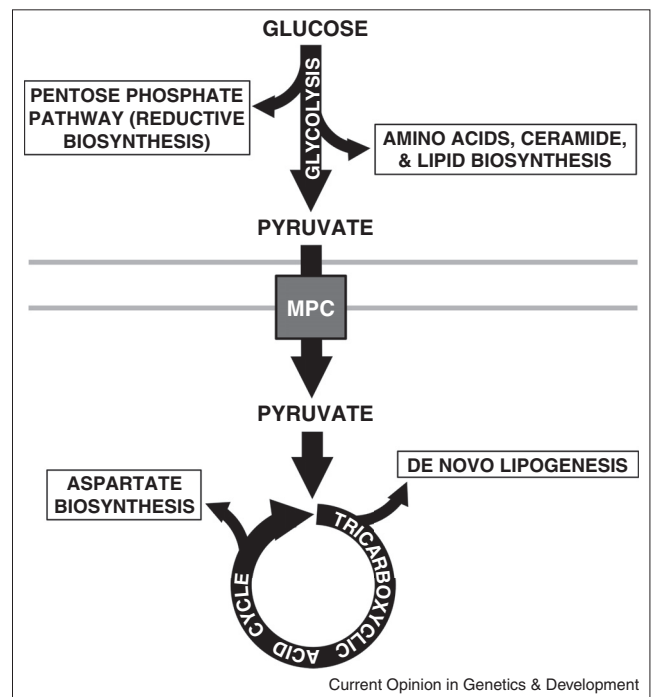 GLUCOSE
GLYCOLYSIS
PENTOSE PHOSPHATE
PATHWAY (REDUCTIVE
BIOSYNTHESIS)
AMINO ACIDS, CERAMIDE,
& LIPID BIOSYNTHESIS
PYRUVATE
MPC
PYRUVATE
DE NOVO LIPOGENESIS
ASPARTATE
BIOSYNTHESIS
TRICARBOXYCLIC ACID CYCLE
Current Opinion in Genetics & Development